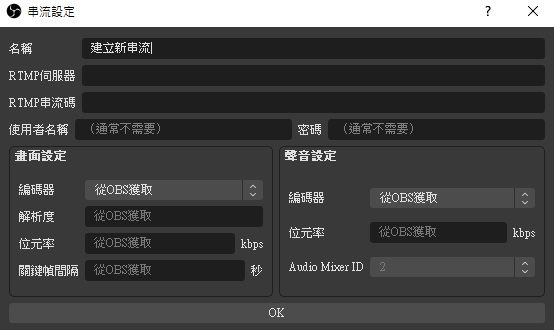 串流設定
名稱 建立新串流
RTMP伺服器
RTMP串流碼
使用者名稱 （通常不需要） 密碼 （通常不需要）
畫面設定
編碼器 從OBS獲取
解析度 從OBS獲取
位元率 從OBS獲取 kbps
關鍵幀間隔 從OBS獲取 秒
聲音設定
編碼器 從OBS獲取
位元率 從OBS獲取 kbps
Audio Mixer ID 2
OK